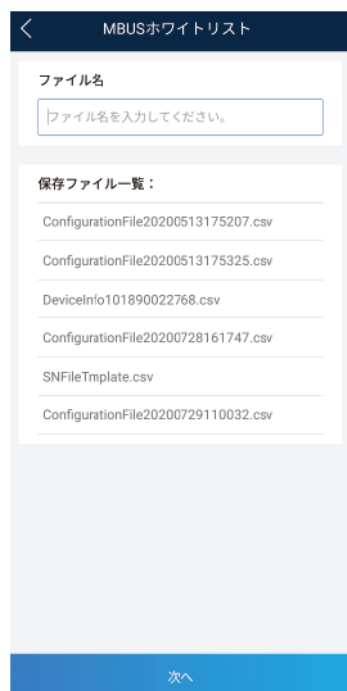 MBUSホワイトリスト
ファイル名
ファイル名を入力してください。
保存ファイル一覧：
ConfigurationFile20200513175207.csv
ConfigurationFile20200513175325.csv
DeviceInfo101890022768.csv
ConfigurationFile20200728161747.csv
SNFileTmplate.csv
ConfigurationFile20200729110032.csv
次へ